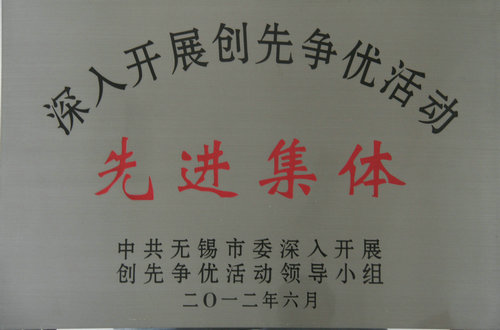 深入开展创先争优活动
先进集体
中共无锡市委深入开展
创先争优活动领导小组
二〇一二年六月